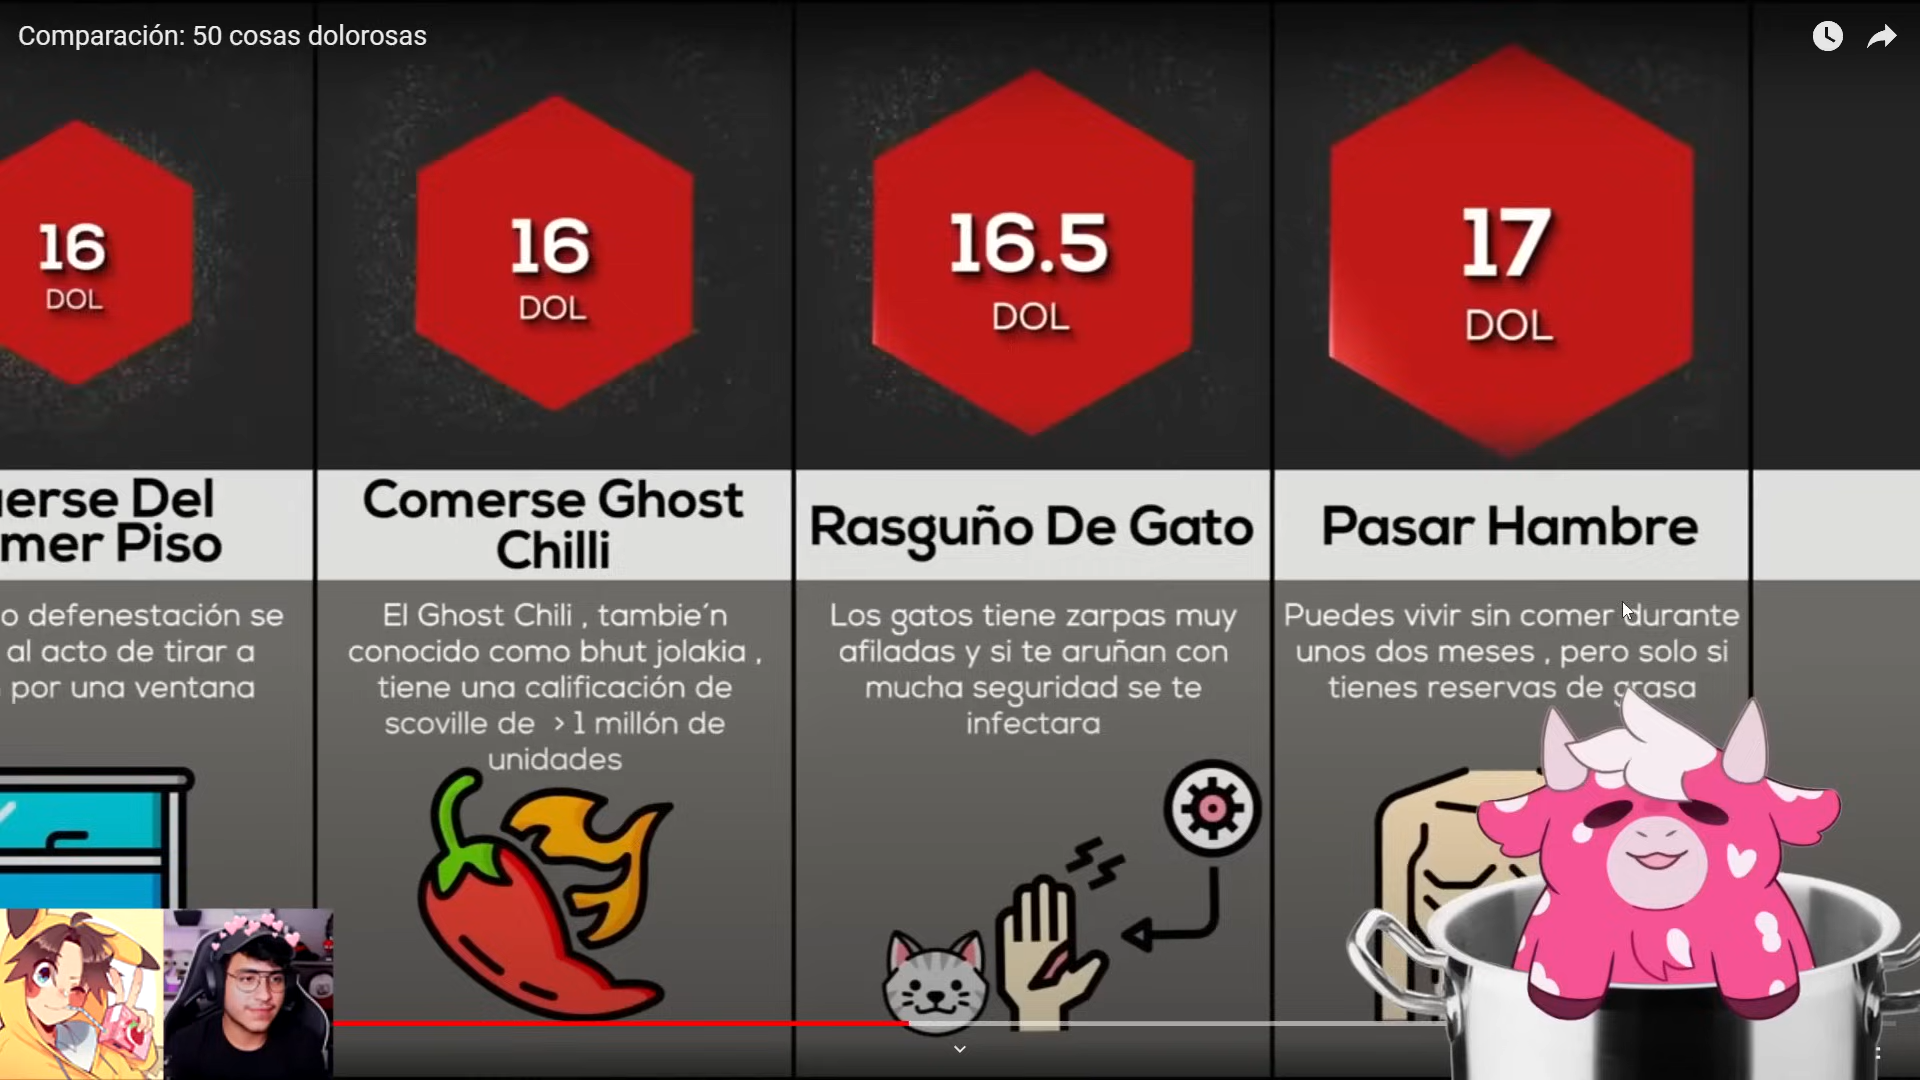 Comparación: 50 cosas dolorosas
16
DOL
erse Del
mer Piso
o defenestación se
al acto de tirar a
por una ventana
16
DOL
Comerse Ghost
Chilli
El Ghost Chili , tambie´n
conocido como bhut jolakia ,
tiene una calificación de
scoville de > 1 millón de
unidades
16.5
DOL
Rasguño De Gato
Los gatos tiene zarpas muy
afiladas y si te aruñan con
mucha seguridad se te
infectara
17
DOL
Pasar Hambre
Puedes vivir sin comer durante
unos dos meses , pero solo si
tienes reservas de grasa